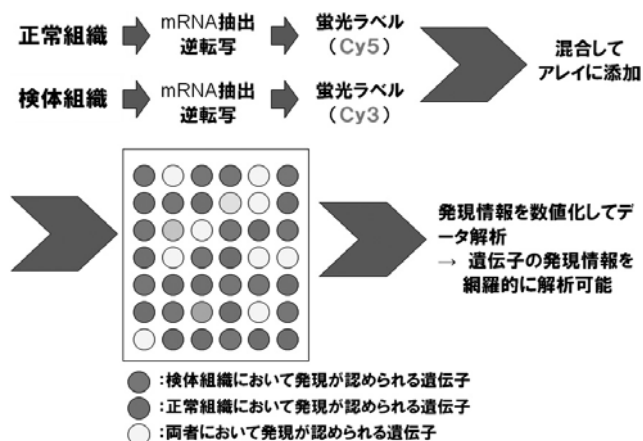 正常組織
mRNA抽出
逆転写
蛍光ラベル
(Cy5)
検体組織
mRNA抽出
逆転写
蛍光ラベル
(Cy3)
混合して
アレイに添加
発現情報を数値化してデ
ータ解析
→ 遺伝子の発現情報を
網羅的に解析可能
:検体組織において発現が認められる遺伝子
:正常組織において発現が認められる遺伝子
:両者において発現が認められる遺伝子